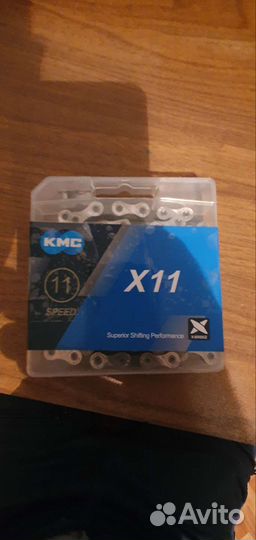 KMC
11
SPEED
X11
Superior Shifting Performance
Avito